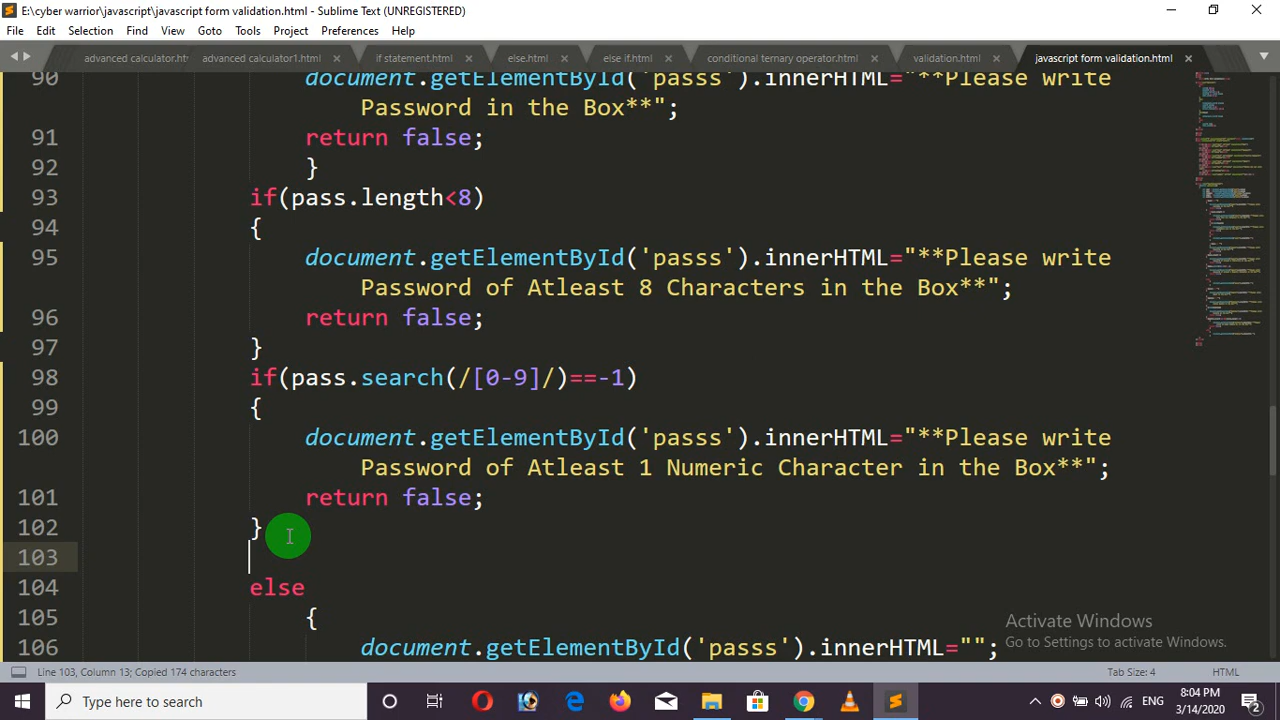 E:\cyber warrior\javascript\javascript form validation.html - Sublime Text (UNREGISTERED)
File Edit Selection Find View Goto Tools Project Preferences Help
advanced calculator.ht advanced calculator1.html if statement.html else.html else if.html conditional ternary operator.html validation.html javascript form validation.html
90 document.getElementById('passs').innerHTML="**Please write
Password in the Box**";
91 return false;
92 }
93 if(pass.length<8)
94 {
95 document.getElementById('passs').innerHTML="**Please write
Password of Atleast 8 Characters in the Box**";
96 return false;
97 }
98 if(pass.search(/[0-9]/)==-1)
99 {
100 document.getElementById('passs').innerHTML="**Please write
Password of Atleast 1 Numeric Character in the Box**";
101 return false;
102 }
103
104 else
105 {
106 document.getElementById('passs').innerHTML="";
Activate Windows
Go to Settings to activate Windows.
Line 103, Column 13; Copied 174 characters Tab Size: 4 HTML
Type here to search
ENG
8:04 PM
3/14/2020
2